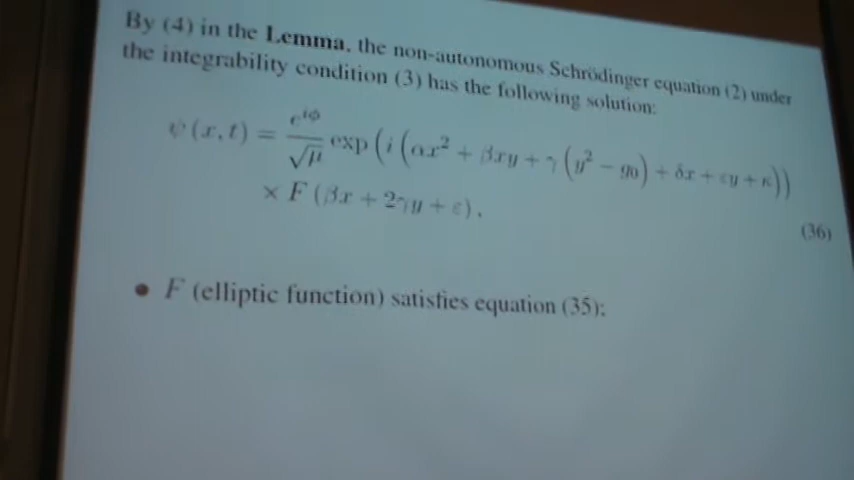 By (4) in the Lemma, the non-autonomous Schrödinger equation (2) under
the integrability condition (3) has the following solution:
ψ(x, t) = e^{iφ}/√μ exp(i(αx² + βxy + γ(y² − g₀) + δx + εy + κ))
× F(βx + 2γy + ε).
(36)
• F (elliptic function) satisfies equation (35):